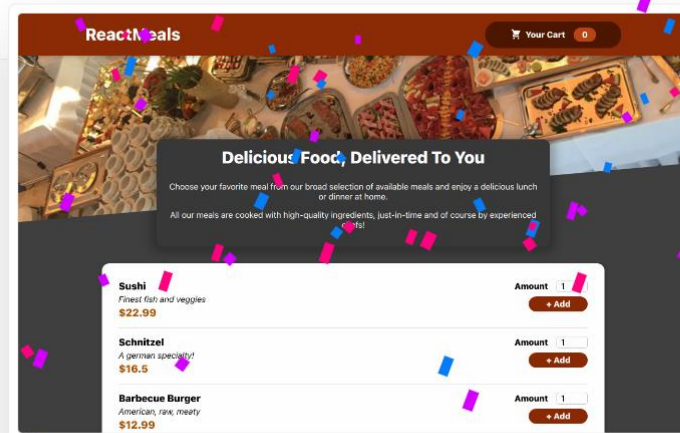 ReactMeals
Your Cart 0
Delicious Food, Delivered To You
Choose your favorite meal from our broad selection of available meals and enjoy a delicious lunch
or dinner at home.
All our meals are cooked with high-quality ingredients, just-in-time and of course by experienced
chefs!
Sushi
Amount 1
Finest fish and veggies
+ Add
$22.99
Schnitzel
Amount 1
A german specialty!
+ Add
$16.5
Barbecue Burger
Amount 1
American, raw, meaty
+ Add
$12.99